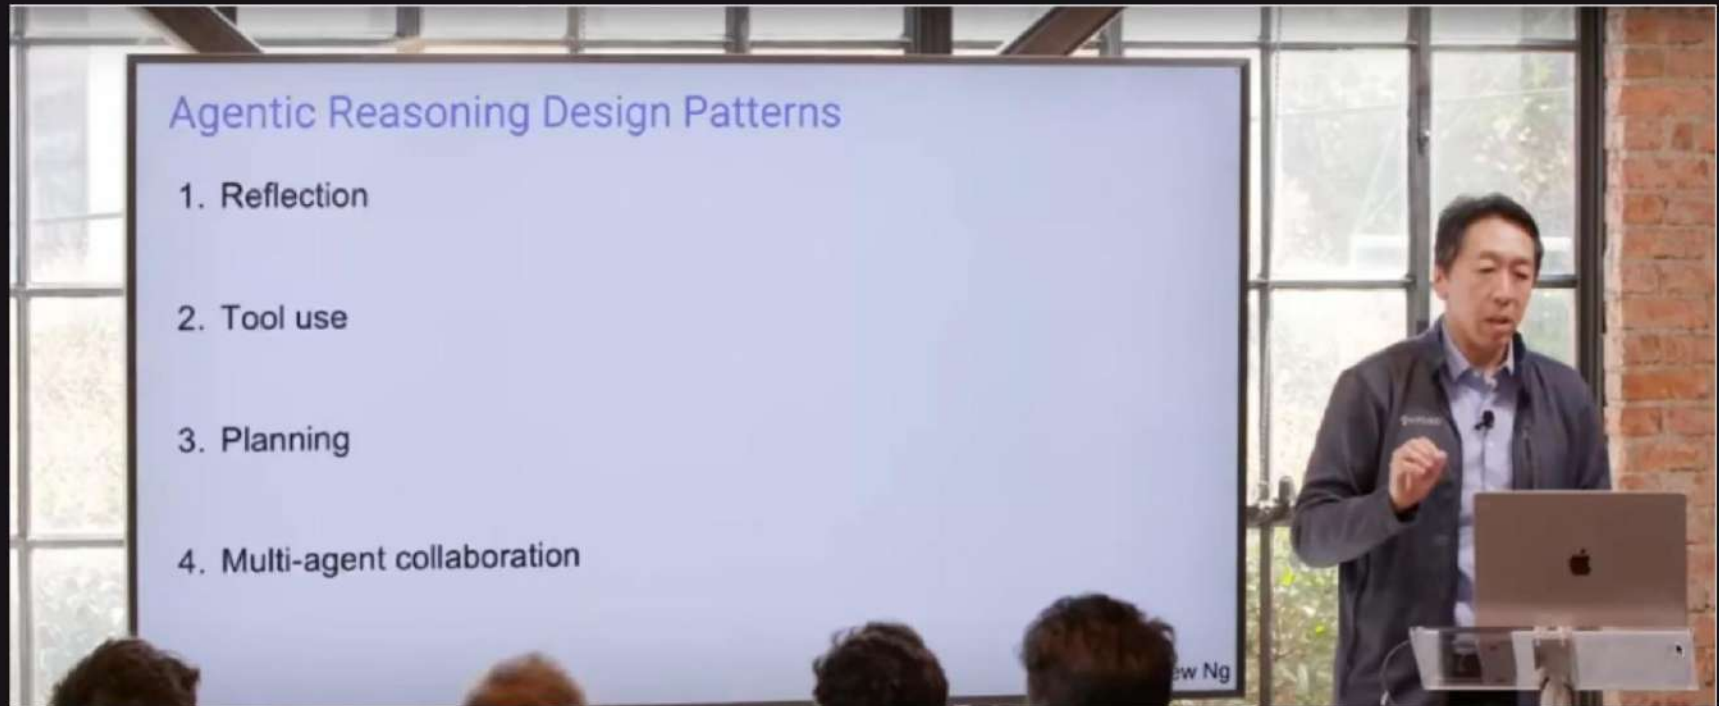 Agentic Reasoning Design Patterns
1. Reflection
2. Tool use
3. Planning
4. Multi-agent collaboration
ew Ng